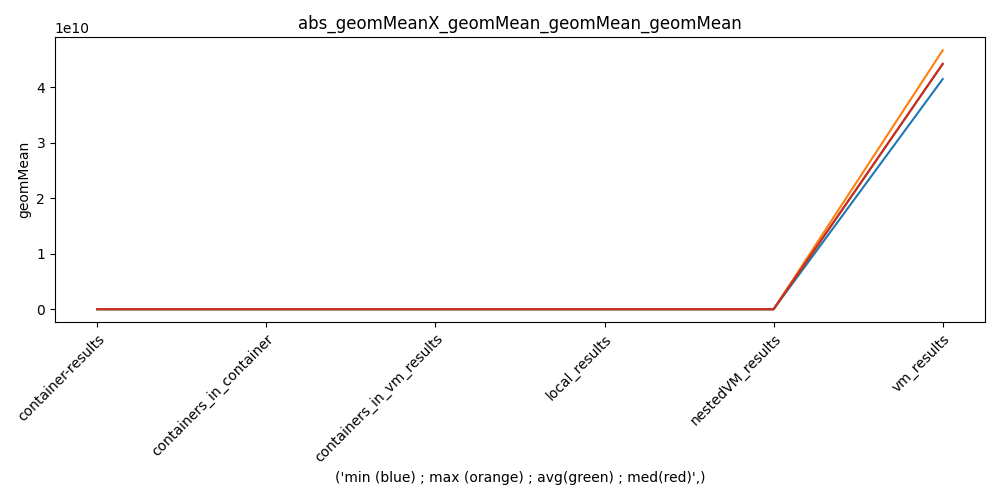 abs_geomMeanX_geomMean_geomMean_geomMean
1e10
geomMean
4
3
2
1
0
container-results
containers_in_container
containers_in_vm_results
local_results
nestedVM_results
vm_results
('min (blue) ; max (orange) ; avg(green) ; med(red)',)